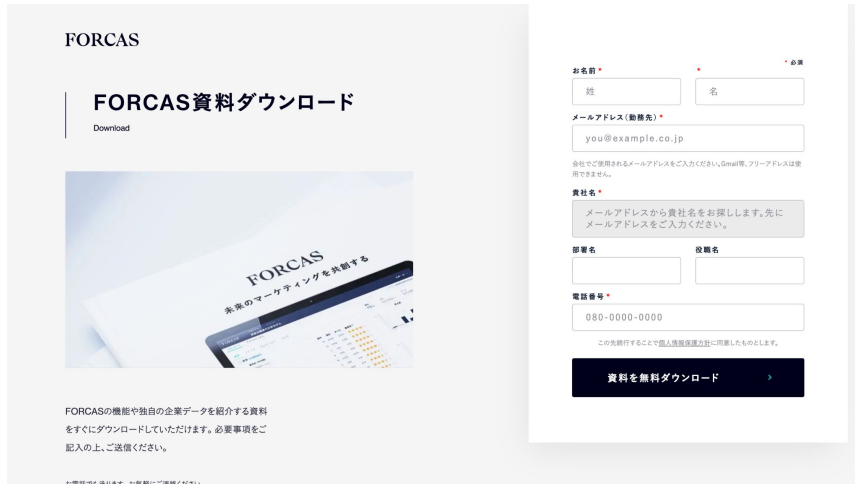 FORCAS
FORCAS資料ダウンロード
Download
FORCAS
未来のマーケティングを共創する
FORCASの機能や独自の企業データを紹介する資料
をすぐにダウンロードしていただけます。必要事項をご
記入の上、ご送信ください。
* 必須
お名前 * *
姓 名
メールアドレス(勤務先) *
you@example.co.jp
会社でご使用されるメールアドレスをご入力ください。Gmail等、フリーアドレスは使
用できません。
貴社名 *
メールアドレスから貴社名をお探しします。先に
メールアドレスをご入力ください。
部署名 役職名
電話番号 *
080-0000-0000
この先続行することで個人情報保護方針に同意したものとします。
資料を無料ダウンロード >